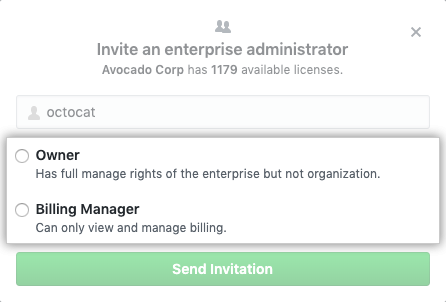 Invite an enterprise administrator
Avocado Corp has 1179 available licenses.
octocat
Owner
Has full manage rights of the enterprise but not organization.
Billing Manager
Can only view and manage billing.
Send Invitation